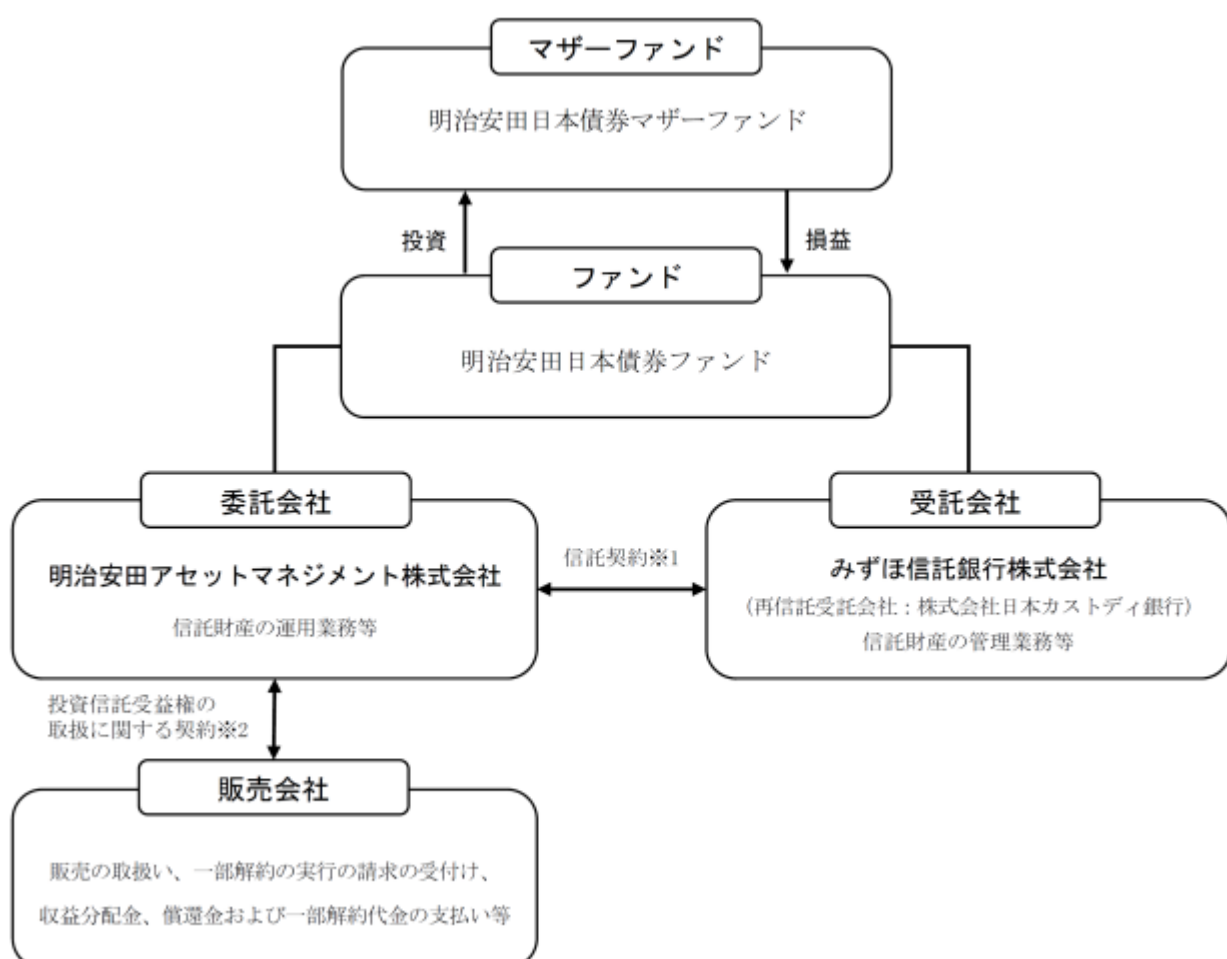 マザーファンド
明治安田日本債券マザーファンド
投資
損益
ファンド
明治安田日本債券ファンド
委託会社
明治安田アセットマネジメント株式会社
信託財産の運用業務等
信託契約※1
受託会社
みずほ信託銀行株式会社
(再信託受託会社:株式会社日本カストディ銀行)
信託財産の管理業務等
投資信託受益権の
取扱に関する契約※2
販売会社
販売の取扱い、一部解約の実行の請求の受付け、
収益分配金、償還金および一部解約代金の支払い等